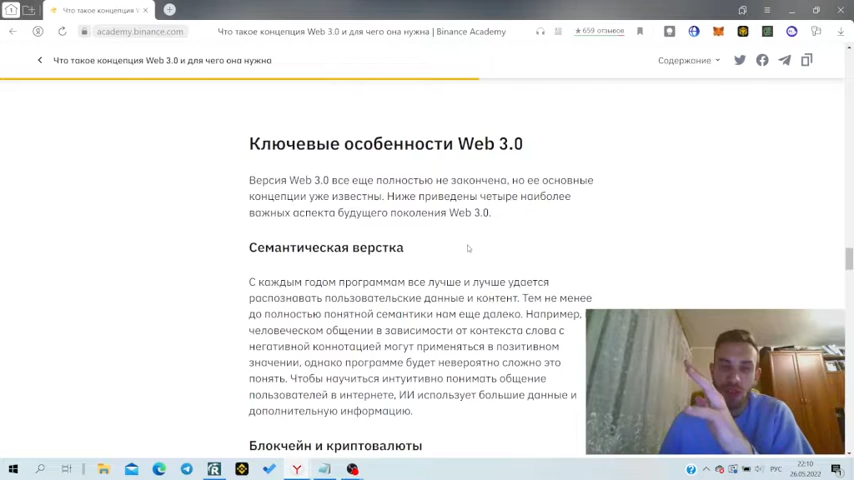 Что такое концепция W
academy.binance.com
Что такое концепция Web 3.0 и для чего она нужна | Binance Academy
★ 659 отзывов
Что такое концепция Web 3.0 и для чего она нужна
Содержание
Ключевые особенности Web 3.0
Версия Web 3.0 все еще полностью не закончена, но ее основные
концепции уже известны. Ниже приведены четыре наиболее
важных аспекта будущего поколения Web 3.0.
Семантическая верстка
С каждым годом программам все лучше и лучше удается
распознавать пользовательские данные и контент. Тем не менее
до полностью понятной семантики нам еще далеко. Например,
человеческом общении в зависимости от контекста слова с
негативной коннотацией могут применяться в позитивном
значении, однако программе будет невероятно сложно это
понять. Чтобы научиться интуитивно понимать общение
пользователей в интернете, ИИ использует большие данные и
дополнительную информацию.
Блокчейн и криптовалюты
РУС
22:10
26.05.2022